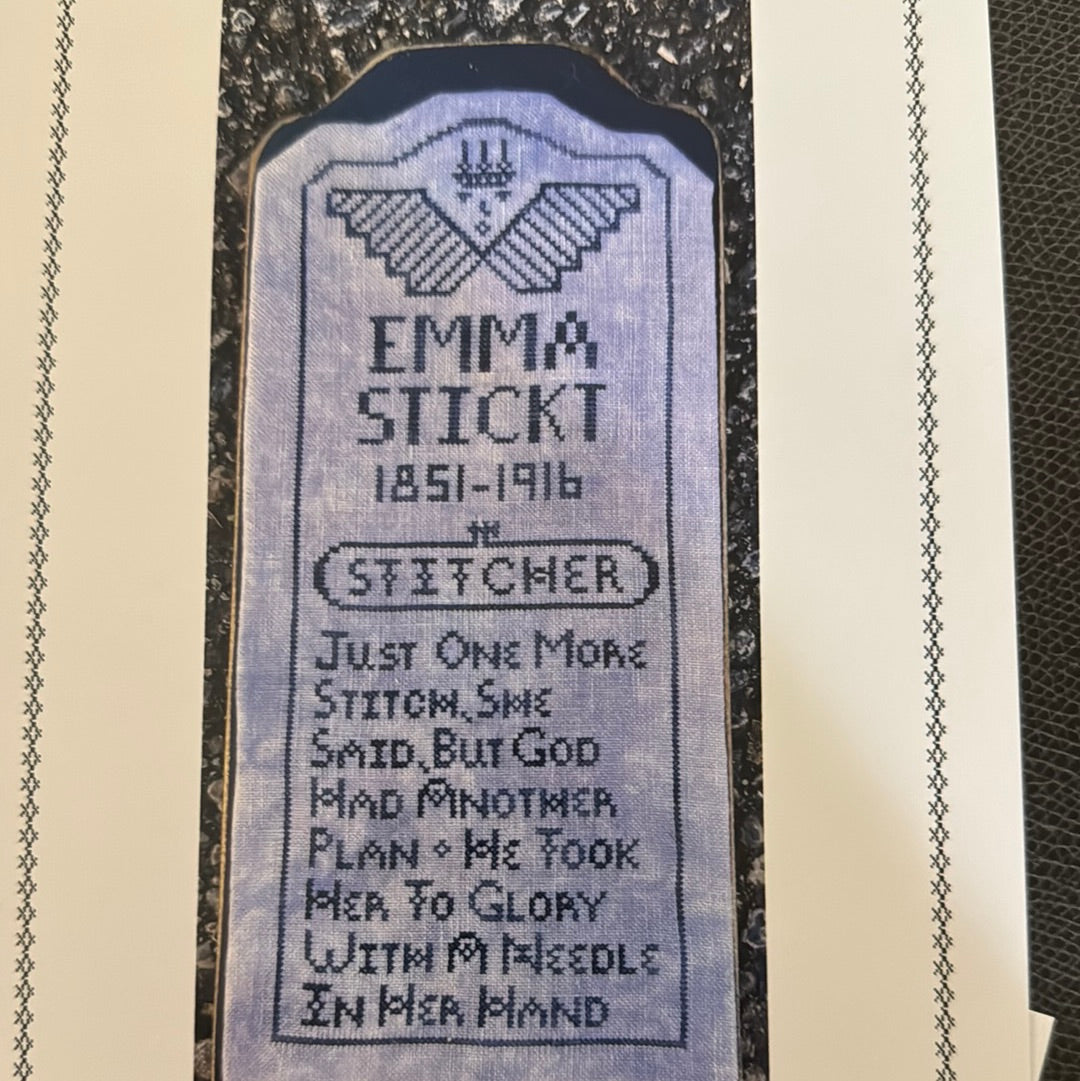 EMMA
STICKT
1851-1916
STITCHER
JUST ONE MORE
STITCH, SHE
SAID, BUT GOD
HAD ANOTHER
PLAN • HE TOOK
HER TO GLORY
WITH A NEEDLE
IN HER HAND